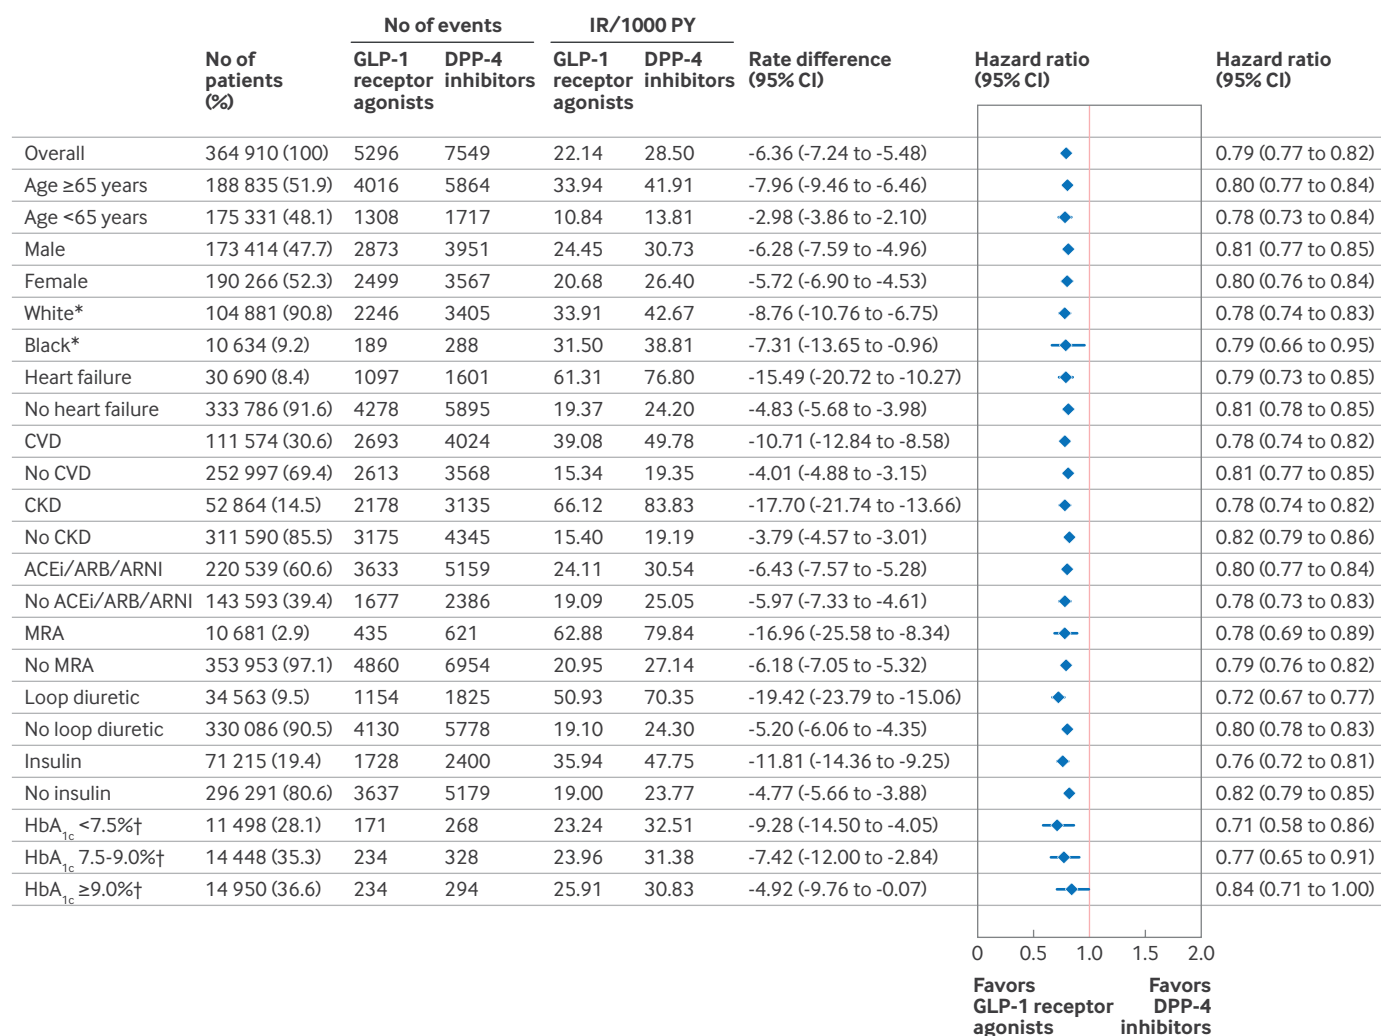 No of events IR/1000 PY
No of patients (%) GLP-1 receptor agonists DPP-4 inhibitors GLP-1 receptor agonists DPP-4 inhibitors Rate difference (95% CI) Hazard ratio (95% CI) Hazard ratio (95% CI)
Overall 364 910 (100) 5296 7549 22.14 28.50 -6.36 (-7.24 to -5.48) 0.79 (0.77 to 0.82)
Age ≥65 years 188 835 (51.9) 4016 5864 33.94 41.91 -7.96 (-9.46 to -6.46) 0.80 (0.77 to 0.84)
Age <65 years 175 331 (48.1) 1308 1717 10.84 13.81 -2.98 (-3.86 to -2.10) 0.78 (0.73 to 0.84)
Male 173 414 (47.7) 2873 3951 24.45 30.73 -6.28 (-7.59 to -4.96) 0.81 (0.77 to 0.85)
Female 190 266 (52.3) 2499 3567 20.68 26.40 -5.72 (-6.90 to -4.53) 0.80 (0.76 to 0.84)
White* 104 881 (90.8) 2246 3405 33.91 42.67 -8.76 (-10.76 to -6.75) 0.78 (0.74 to 0.83)
Black* 10 634 (9.2) 189 288 31.50 38.81 -7.31 (-13.65 to -0.96) 0.79 (0.66 to 0.95)
Heart failure 30 690 (8.4) 1097 1601 61.31 76.80 -15.49 (-20.72 to -10.27) 0.79 (0.73 to 0.85)
No heart failure 333 786 (91.6) 4278 5895 19.37 24.20 -4.83 (-5.68 to -3.98) 0.81 (0.78 to 0.85)
CVD 111 574 (30.6) 2693 4024 39.08 49.78 -10.71 (-12.84 to -8.58) 0.78 (0.74 to 0.82)
No CVD 252 997 (69.4) 2613 3568 15.34 19.35 -4.01 (-4.88 to -3.15) 0.81 (0.77 to 0.85)
CKD 52 864 (14.5) 2178 3135 66.12 83.83 -17.70 (-21.74 to -13.66) 0.78 (0.74 to 0.82)
No CKD 311 590 (85.5) 3175 4345 15.40 19.19 -3.79 (-4.57 to -3.01) 0.82 (0.79 to 0.86)
ACEi/ARB/ARNI 220 539 (60.6) 3633 5159 24.11 30.54 -6.43 (-7.57 to -5.28) 0.80 (0.77 to 0.84)
No ACEi/ARB/ARNI 143 593 (39.4) 1677 2386 19.09 25.05 -5.97 (-7.33 to -4.61) 0.78 (0.73 to 0.83)
MRA 10 681 (2.9) 435 621 62.88 79.84 -16.96 (-25.58 to -8.34) 0.78 (0.69 to 0.89)
No MRA 353 953 (97.1) 4860 6954 20.95 27.14 -6.18 (-7.05 to -5.32) 0.79 (0.76 to 0.82)
Loop diuretic 34 563 (9.5) 1154 1825 50.93 70.35 -19.42 (-23.79 to -15.06) 0.72 (0.67 to 0.77)
No loop diuretic 330 086 (90.5) 4130 5778 19.10 24.30 -5.20 (-6.06 to -4.35) 0.80 (0.78 to 0.83)
Insulin 71 215 (19.4) 1728 2400 35.94 47.75 -11.81 (-14.36 to -9.25) 0.76 (0.72 to 0.81)
No insulin 296 291 (80.6) 3637 5179 19.00 23.77 -4.77 (-5.66 to -3.88) 0.82 (0.79 to 0.85)
HbA1c <7.5%† 11 498 (28.1) 171 268 23.24 32.51 -9.28 (-14.50 to -4.05) 0.71 (0.58 to 0.86)
HbA1c 7.5-9.0%† 14 448 (35.3) 234 328 23.96 31.38 -7.42 (-12.00 to -2.84) 0.77 (0.65 to 0.91)
HbA1c ≥9.0%† 14 950 (36.6) 234 294 25.91 30.83 -4.92 (-9.76 to -0.07) 0.84 (0.71 to 1.00)
0 0.5 1.0 1.5 2.0
Favors Favors
GLP-1 receptor DPP-4
agonists inhibitors